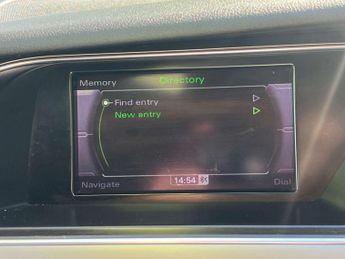 Memory Directory
Find entry
New entry
Navigate 14:54 Dial